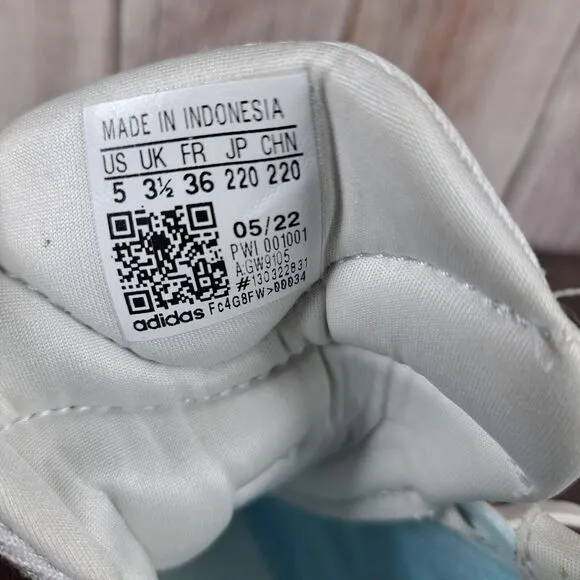 MADE IN INDONESIA
US UK FR JP CHN
5 3½ 36 220 220
05/22
PWI 001001
AGW9105
#130322831
adidas Fc4G8FW>00034